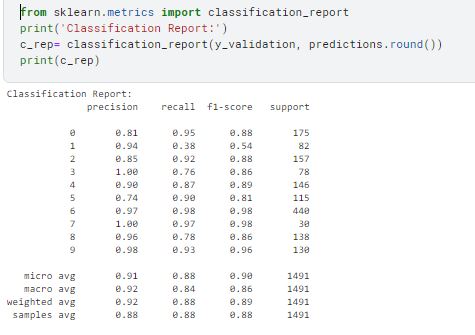 from sklearn.metrics import classification_report
print('Classification Report:')
c_rep= classification_report(y_validation, predictions.round())
print(c_rep)
Classification Report:
precision recall f1-score support
0 0.81 0.95 0.88 175
1 0.94 0.38 0.54 82
2 0.85 0.92 0.88 157
3 1.00 0.76 0.86 78
4 0.90 0.87 0.89 146
5 0.74 0.90 0.81 115
6 0.97 0.98 0.98 440
7 1.00 0.97 0.98 30
8 0.96 0.78 0.86 138
9 0.98 0.93 0.96 130
micro avg 0.91 0.88 0.90 1491
macro avg 0.92 0.84 0.86 1491
weighted avg 0.92 0.88 0.89 1491
samples avg 0.88 0.88 0.88 1491